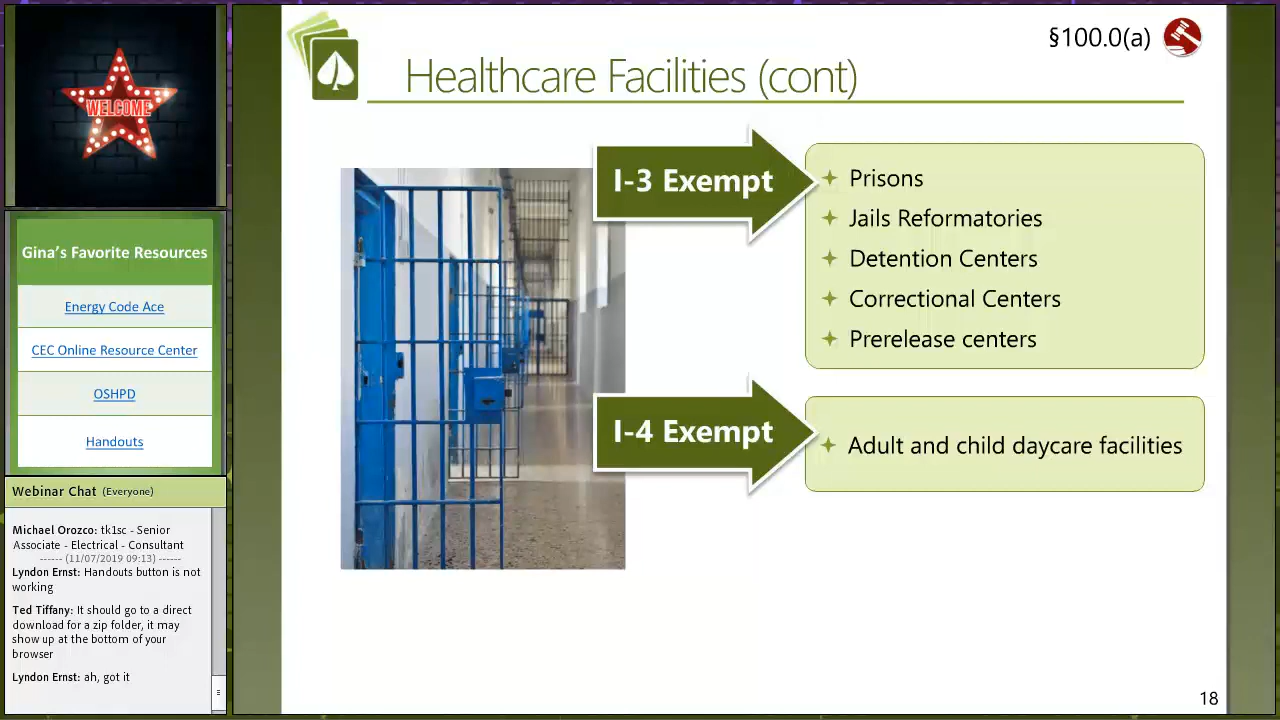 WELCOME
Gina's Favorite Resources
Energy Code Ace
CEC Online Resource Center
OSHPD
Handouts
Webinar Chat (Everyone)
Michael Orozco: tk1sc - Senior
Associate - Electrical - Consultant
------ (11/07/2019 09:13) ------
Lyndon Ernst: Handouts button is not
working
Ted Tiffany: It should go to a direct
download for a zip folder, it may
show up at the bottom of your
browser
Lyndon Ernst: ah, got it
§100.0(a)
Healthcare Facilities (cont)
I-3 Exempt
Prisons
Jails Reformatories
Detention Centers
Correctional Centers
Prerelease centers
I-4 Exempt
Adult and child daycare facilities
18